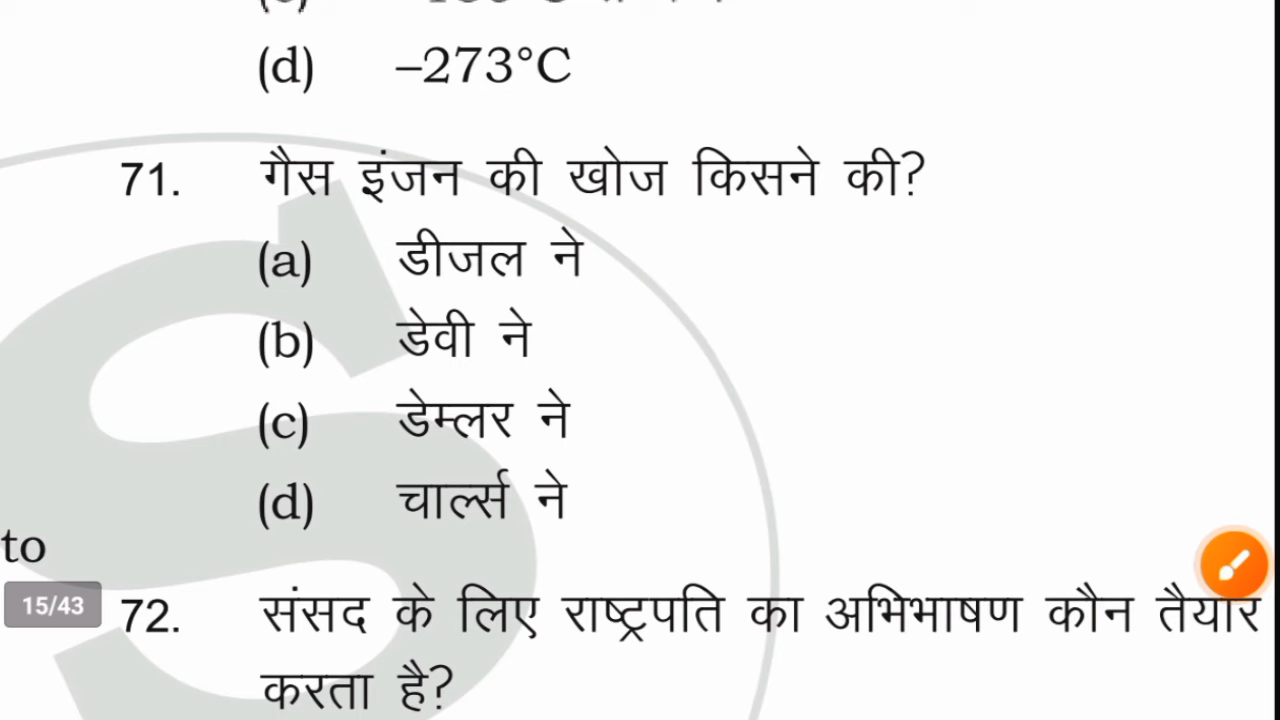 (d) –273°C
71. गैस इंजन की खोज किसने की?
(a) डीजल ने
(b) डेवी ने
(c) डेम्लर ने
(d) चार्ल्स ने
to
15/43
72. संसद के लिए राष्ट्रपति का अभिभाषण कौन तैयार
करता है?